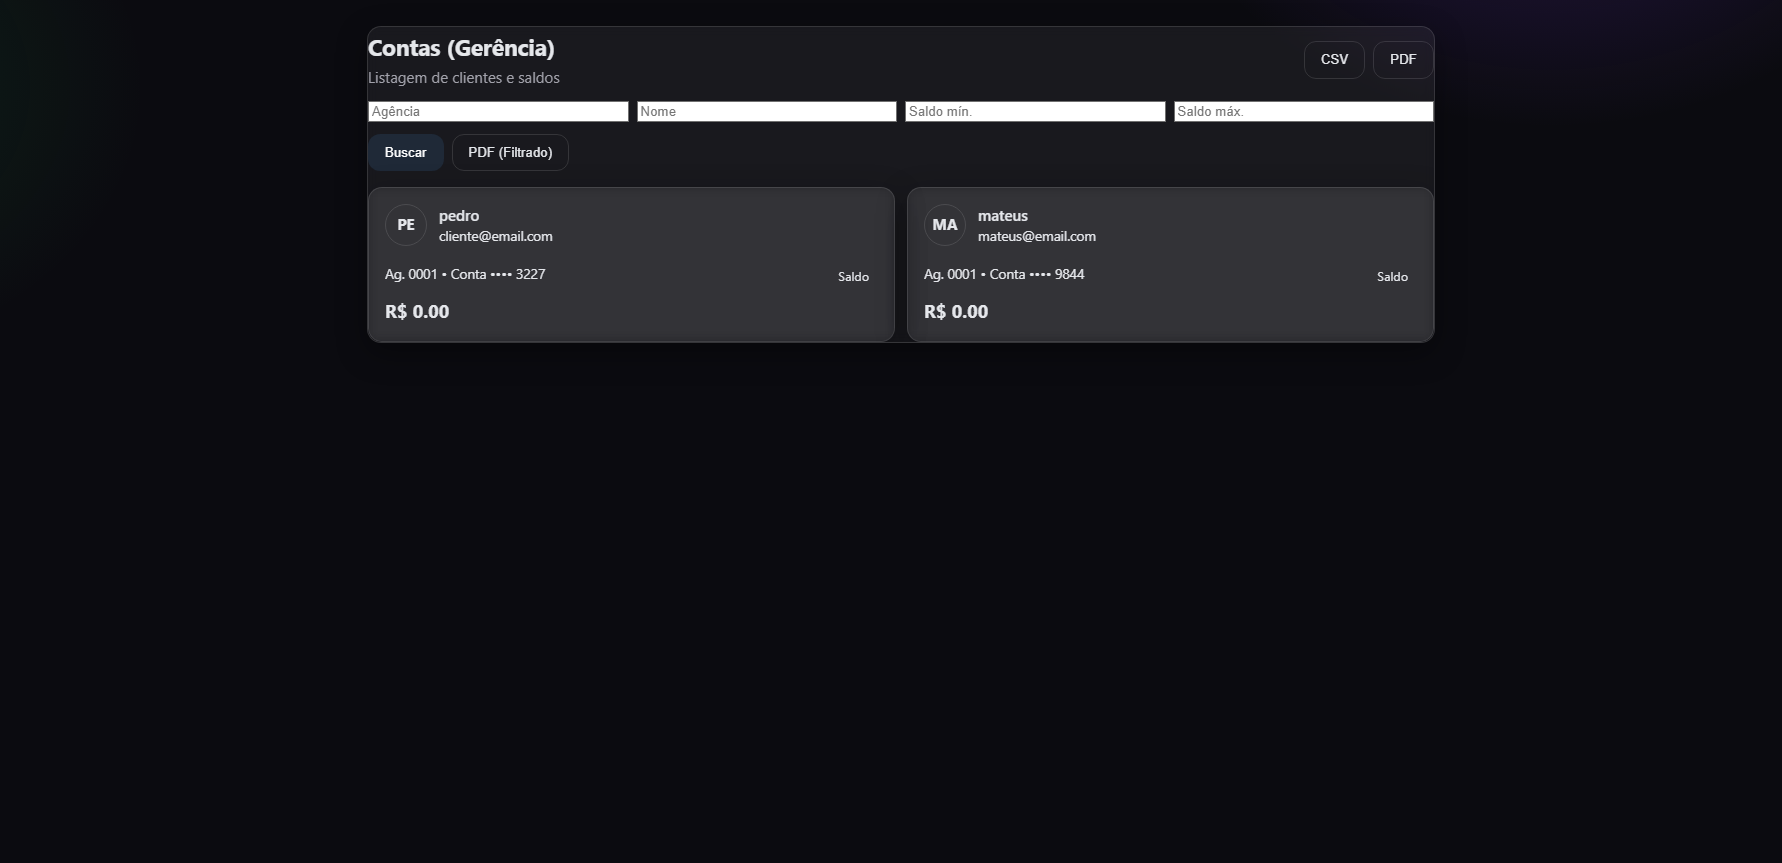 Contas (Gerência)
Listagem de clientes e saldos
CSV
PDF
Agência
Nome
Saldo mín.
Saldo máx.
Buscar
PDF (Filtrado)
PE
pedro
cliente@email.com
Ag. 0001 • Conta •••• 3227
Saldo
R$ 0.00
MA
mateus
mateus@email.com
Ag. 0001 • Conta •••• 9844
Saldo
R$ 0.00